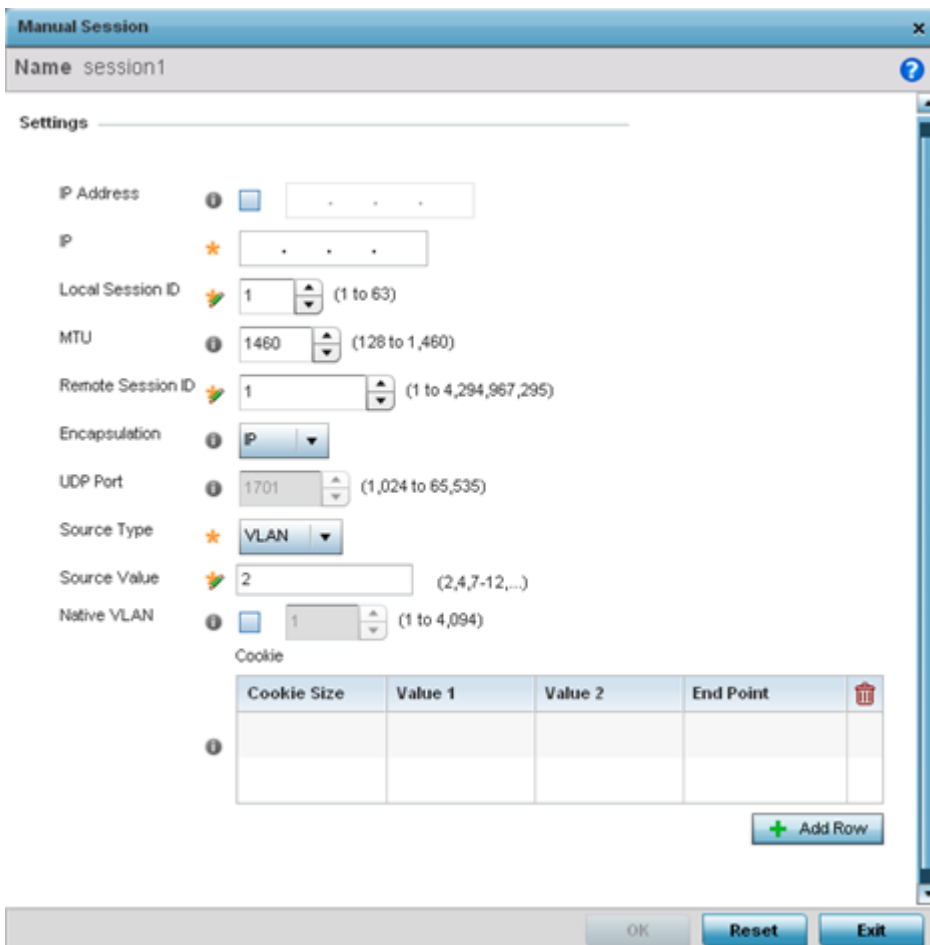 Manual Session
Name session1
Settings
IP Address . . .
IP . . .
Local Session ID 1 (1 to 63)
MTU 1460 (128 to 1,460)
Remote Session ID 1 (1 to 4,294,967,295)
Encapsulation IP
UDP Port 1701 (1,024 to 65,535)
Source Type VLAN
Source Value 2 (2,4,7-12,...)
Native VLAN 1 (1 to 4,094)
Cookie
Cookie Size Value 1 Value 2 End Point
Add Row
OK Reset Exit